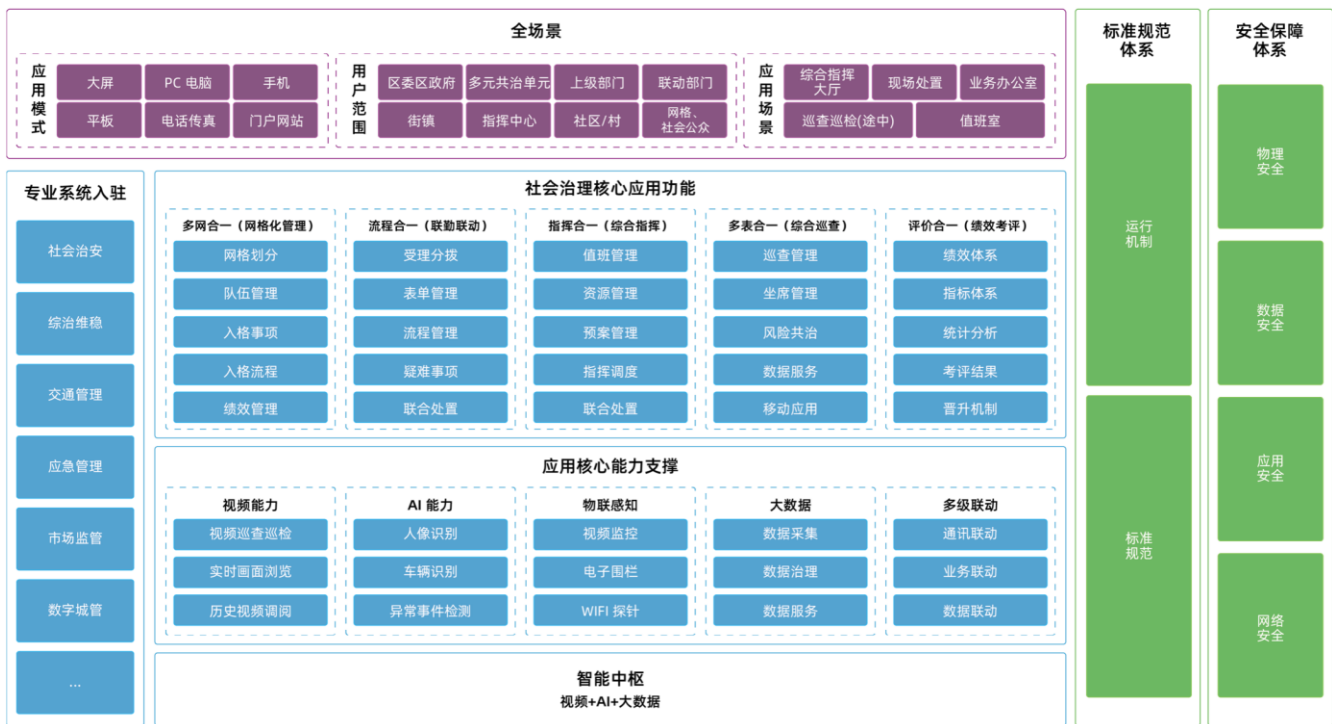 全场景
应用模式
大屏
PC 电脑
手机
平板
电话传真
门户网站
用户范围
区委区政府
多元共治单元
上级部门
联动部门
街镇
指挥中心
社区/村
网格、
社会公众
应用场景
综合指挥
大厅
现场处置
业务办公室
巡查巡检(途中)
值班室
专业系统入驻
社会治安
综治维稳
交通管理
应急管理
市场监管
数字城管
...
社会治理核心应用功能
多网合一（网格化管理）
网格划分
队伍管理
入格事项
入格流程
绩效管理
流程合一（联勤联动）
受理分拨
表单管理
流程管理
疑难事项
联合处置
指挥合一（综合指挥）
值班管理
资源管理
预案管理
指挥调度
联合处置
多表合一（综合巡查）
巡查管理
坐席管理
风险共治
数据服务
移动应用
评价合一（绩效考评）
绩效体系
指标体系
统计分析
考评结果
晋升机制
应用核心能力支撑
视频能力
视频巡查巡检
实时画面浏览
历史视频调阅
AI 能力
人像识别
车辆识别
异常事件检测
物联感知
视频监控
电子围栏
WIFI 探针
大数据
数据采集
数据治理
数据服务
多级联动
通讯联动
业务联动
数据联动
智能中枢
视频+AI+大数据
标准规范
体系
运行
机制
标准
规范
安全保障
体系
物理
安全
数据
安全
应用
安全
网络
安全